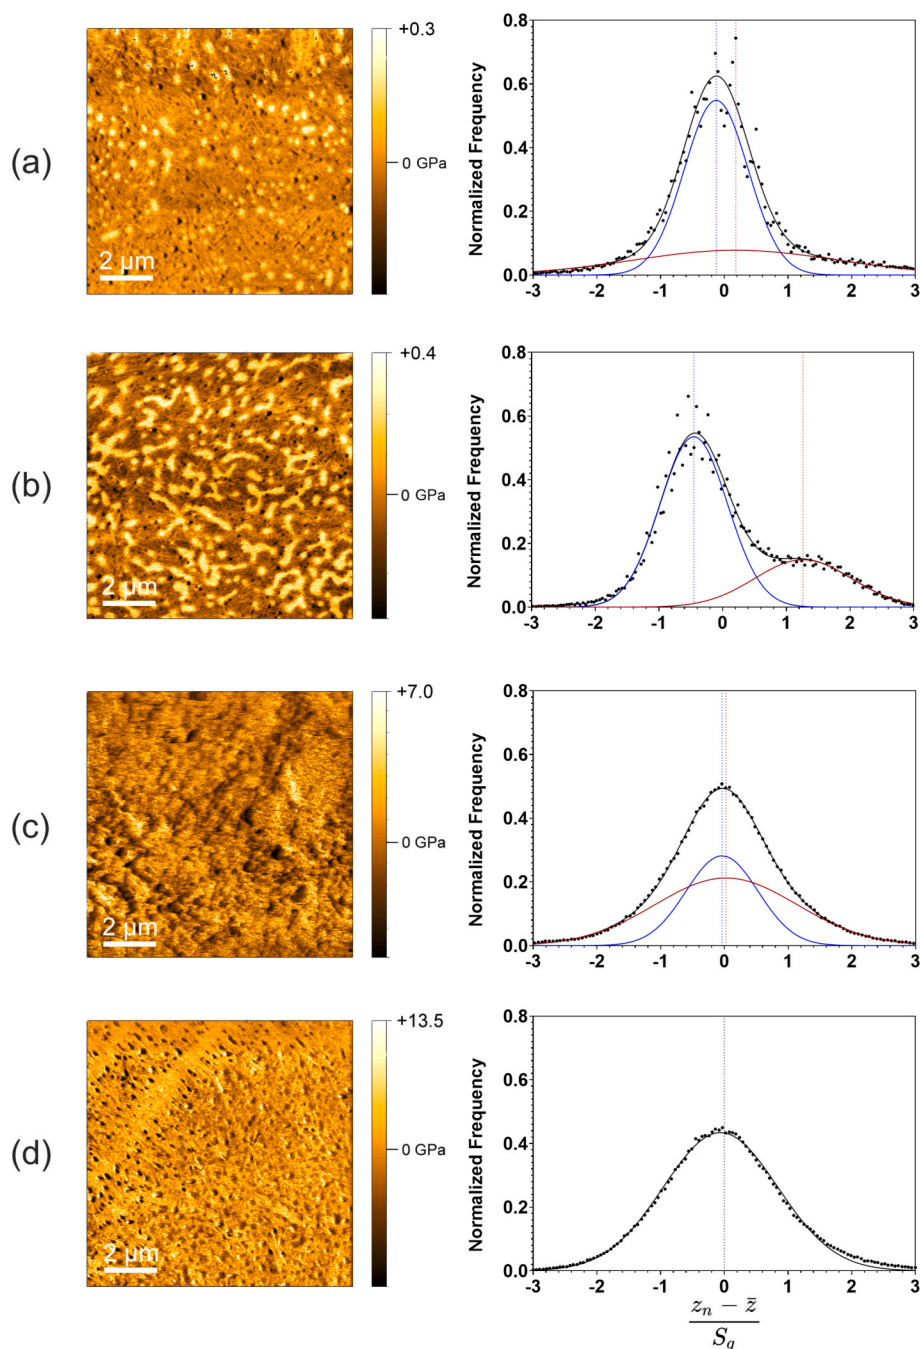 (a)
2 µm
+0.3
0 GPa
Normalized Frequency
0.8
0.6
0.4
0.2
0.0
-3 -2 -1 0 1 2 3
(b)
2 µm
+0.4
0 GPa
Normalized Frequency
0.8
0.6
0.4
0.2
0.0
-3 -2 -1 0 1 2 3
(c)
2 µm
+7.0
0 GPa
Normalized Frequency
0.8
0.6
0.4
0.2
0.0
-3 -2 -1 0 1 2 3
(d)
2 µm
+13.5
0 GPa
Normalized Frequency
0.8
0.6
0.4
0.2
0.0
-3 -2 -1 0 1 2 3
zₙ − z̄
S_q